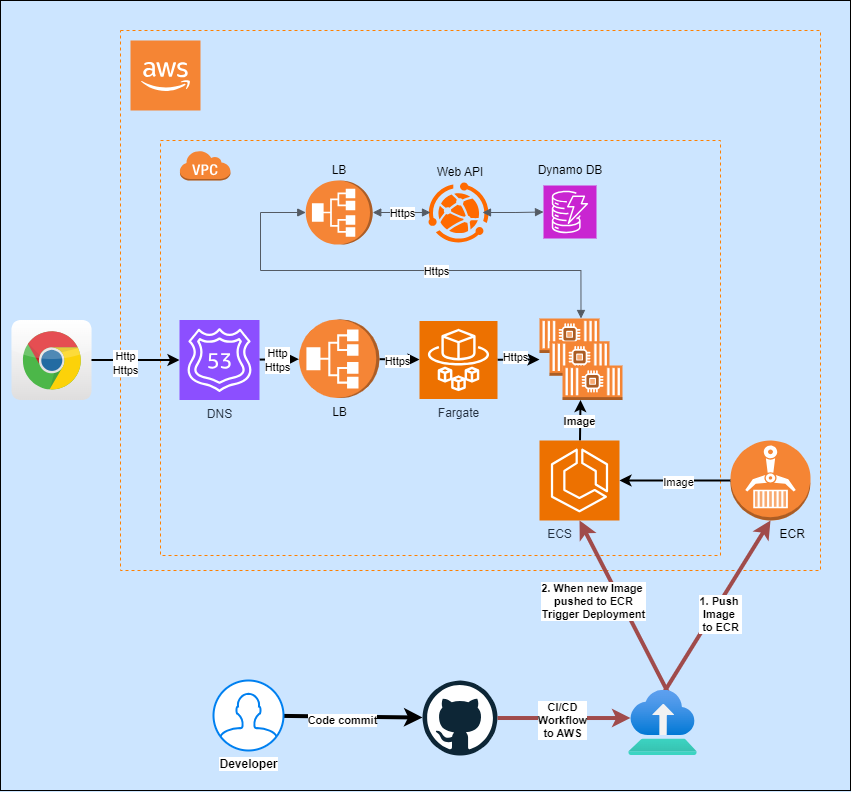 aws
VPC
LB
Web API
Dynamo DB
Https
Https
Http
Https
53
Http
Https
Https
Https
DNS
LB
Fargate
Image
Image
ECS
ECR
2. When new Image
pushed to ECR
Trigger Deployment
1. Push
Image
to ECR
Code commit
CI/CD
Workflow
to AWS
Developer